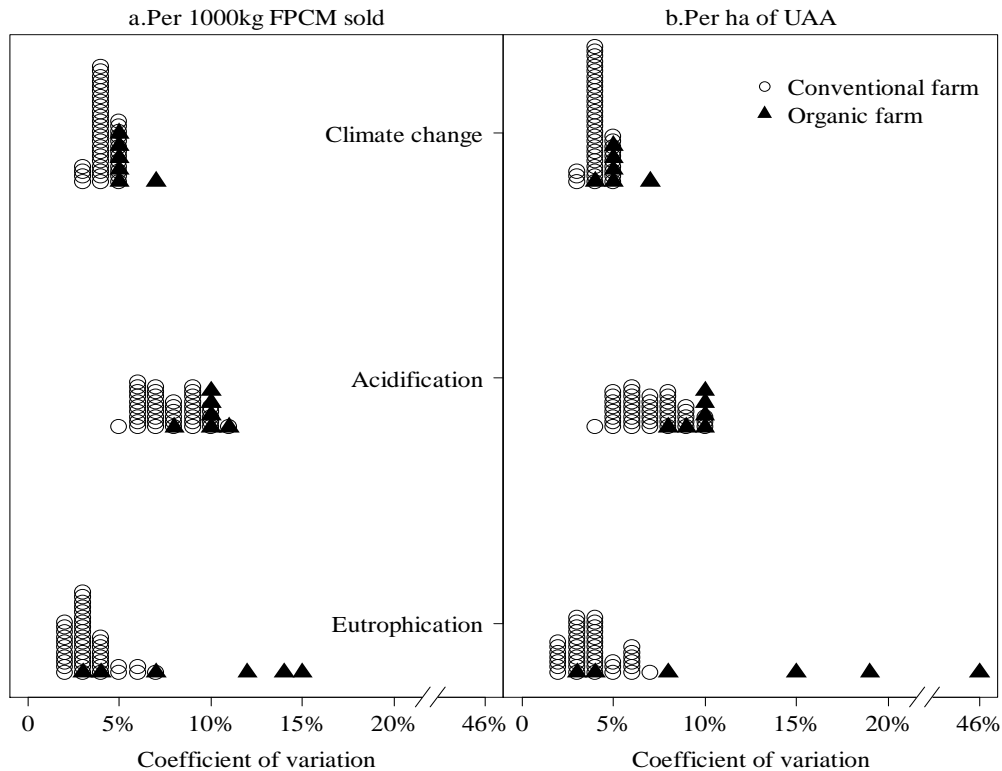 a.Per 1000kg FPCM sold
b.Per ha of UAA
Conventional farm
Organic farm
Climate change
Acidification
Eutrophication
0 5% 10% 15% 20% 46%
0 5% 10% 15% 20% 46%
Coefficient of variation
Coefficient of variation